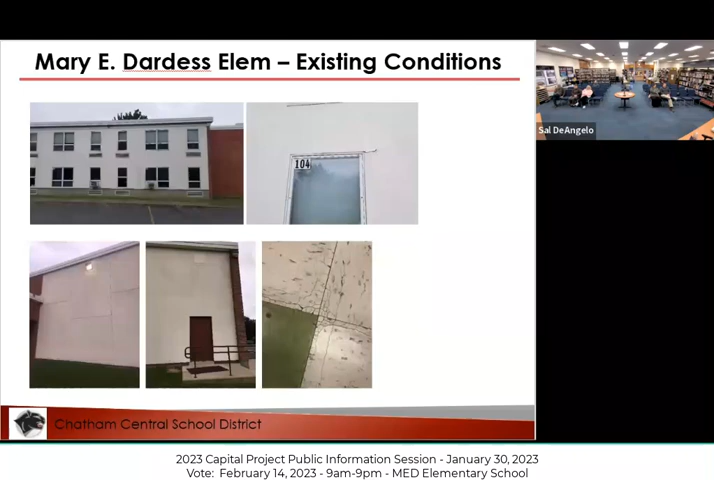 Mary E. Dardess Elem – Existing Conditions
Sal DeAngelo
104
Chatham Central School District
2023 Capital Project Public Information Session - January 30, 2023
Vote:  February 14, 2023 - 9am-9pm - MED Elementary School